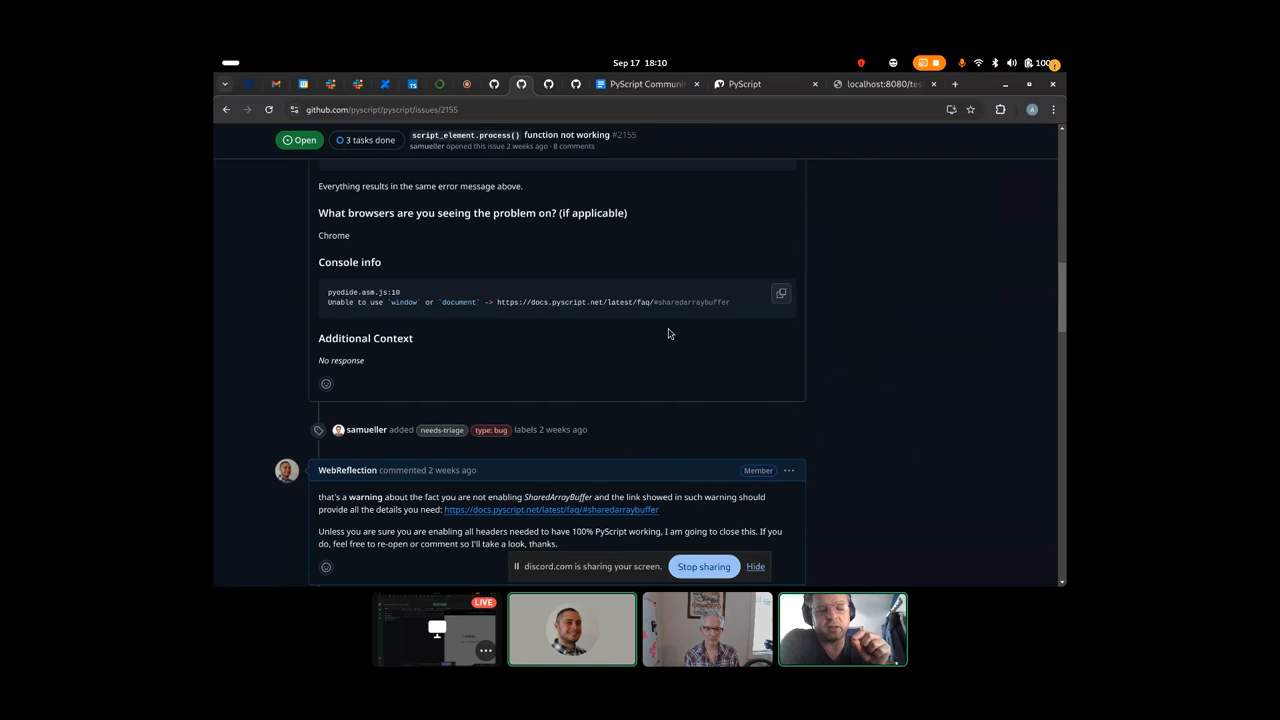 Sep 17 18:10
100
PyScript Communi
PyScript
localhost:8080/tes
github.com/pyscript/pyscript/issues/2155
A
Open
3 tasks done
script_element.process() function not working #2155
samueller opened this issue 2 weeks ago · 8 comments
Everything results in the same error message above.
What browsers are you seeing the problem on? (if applicable)
Chrome
Console info
pyodide.asm.js:10
Unable to use `window` or `document` -> https://docs.pyscript.net/latest/faq/#sharedarraybuffer
Additional Context
No response
samueller added needs-triage type: bug labels 2 weeks ago
WebReflection commented 2 weeks ago
Member
that's a warning about the fact you are not enabling SharedArrayBuffer and the link showed in such warning should
provide all the details you need: https://docs.pyscript.net/latest/faq/#sharedarraybuffer
Unless you are sure you are enabling all headers needed to have 100% PyScript working, I am going to close this. If you
do, feel free to re-open or comment so I'll take a look, thanks.
discord.com is sharing your screen.
Stop sharing
Hide
LIVE